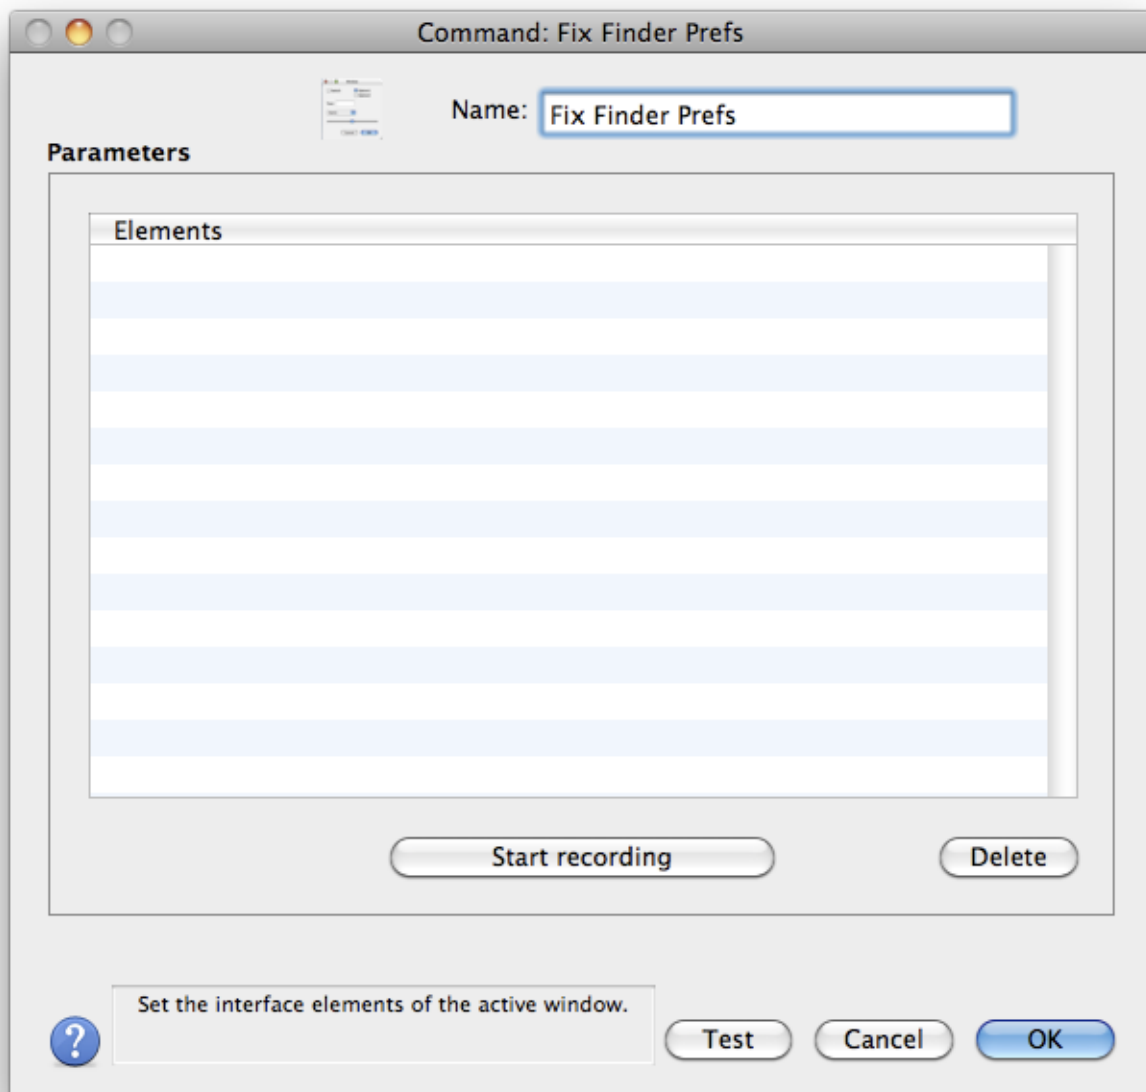 Command: Fix Finder Prefs
Name: Fix Finder Prefs
Parameters
Elements
Start recording
Delete
Set the interface elements of the active window.
? Test Cancel OK